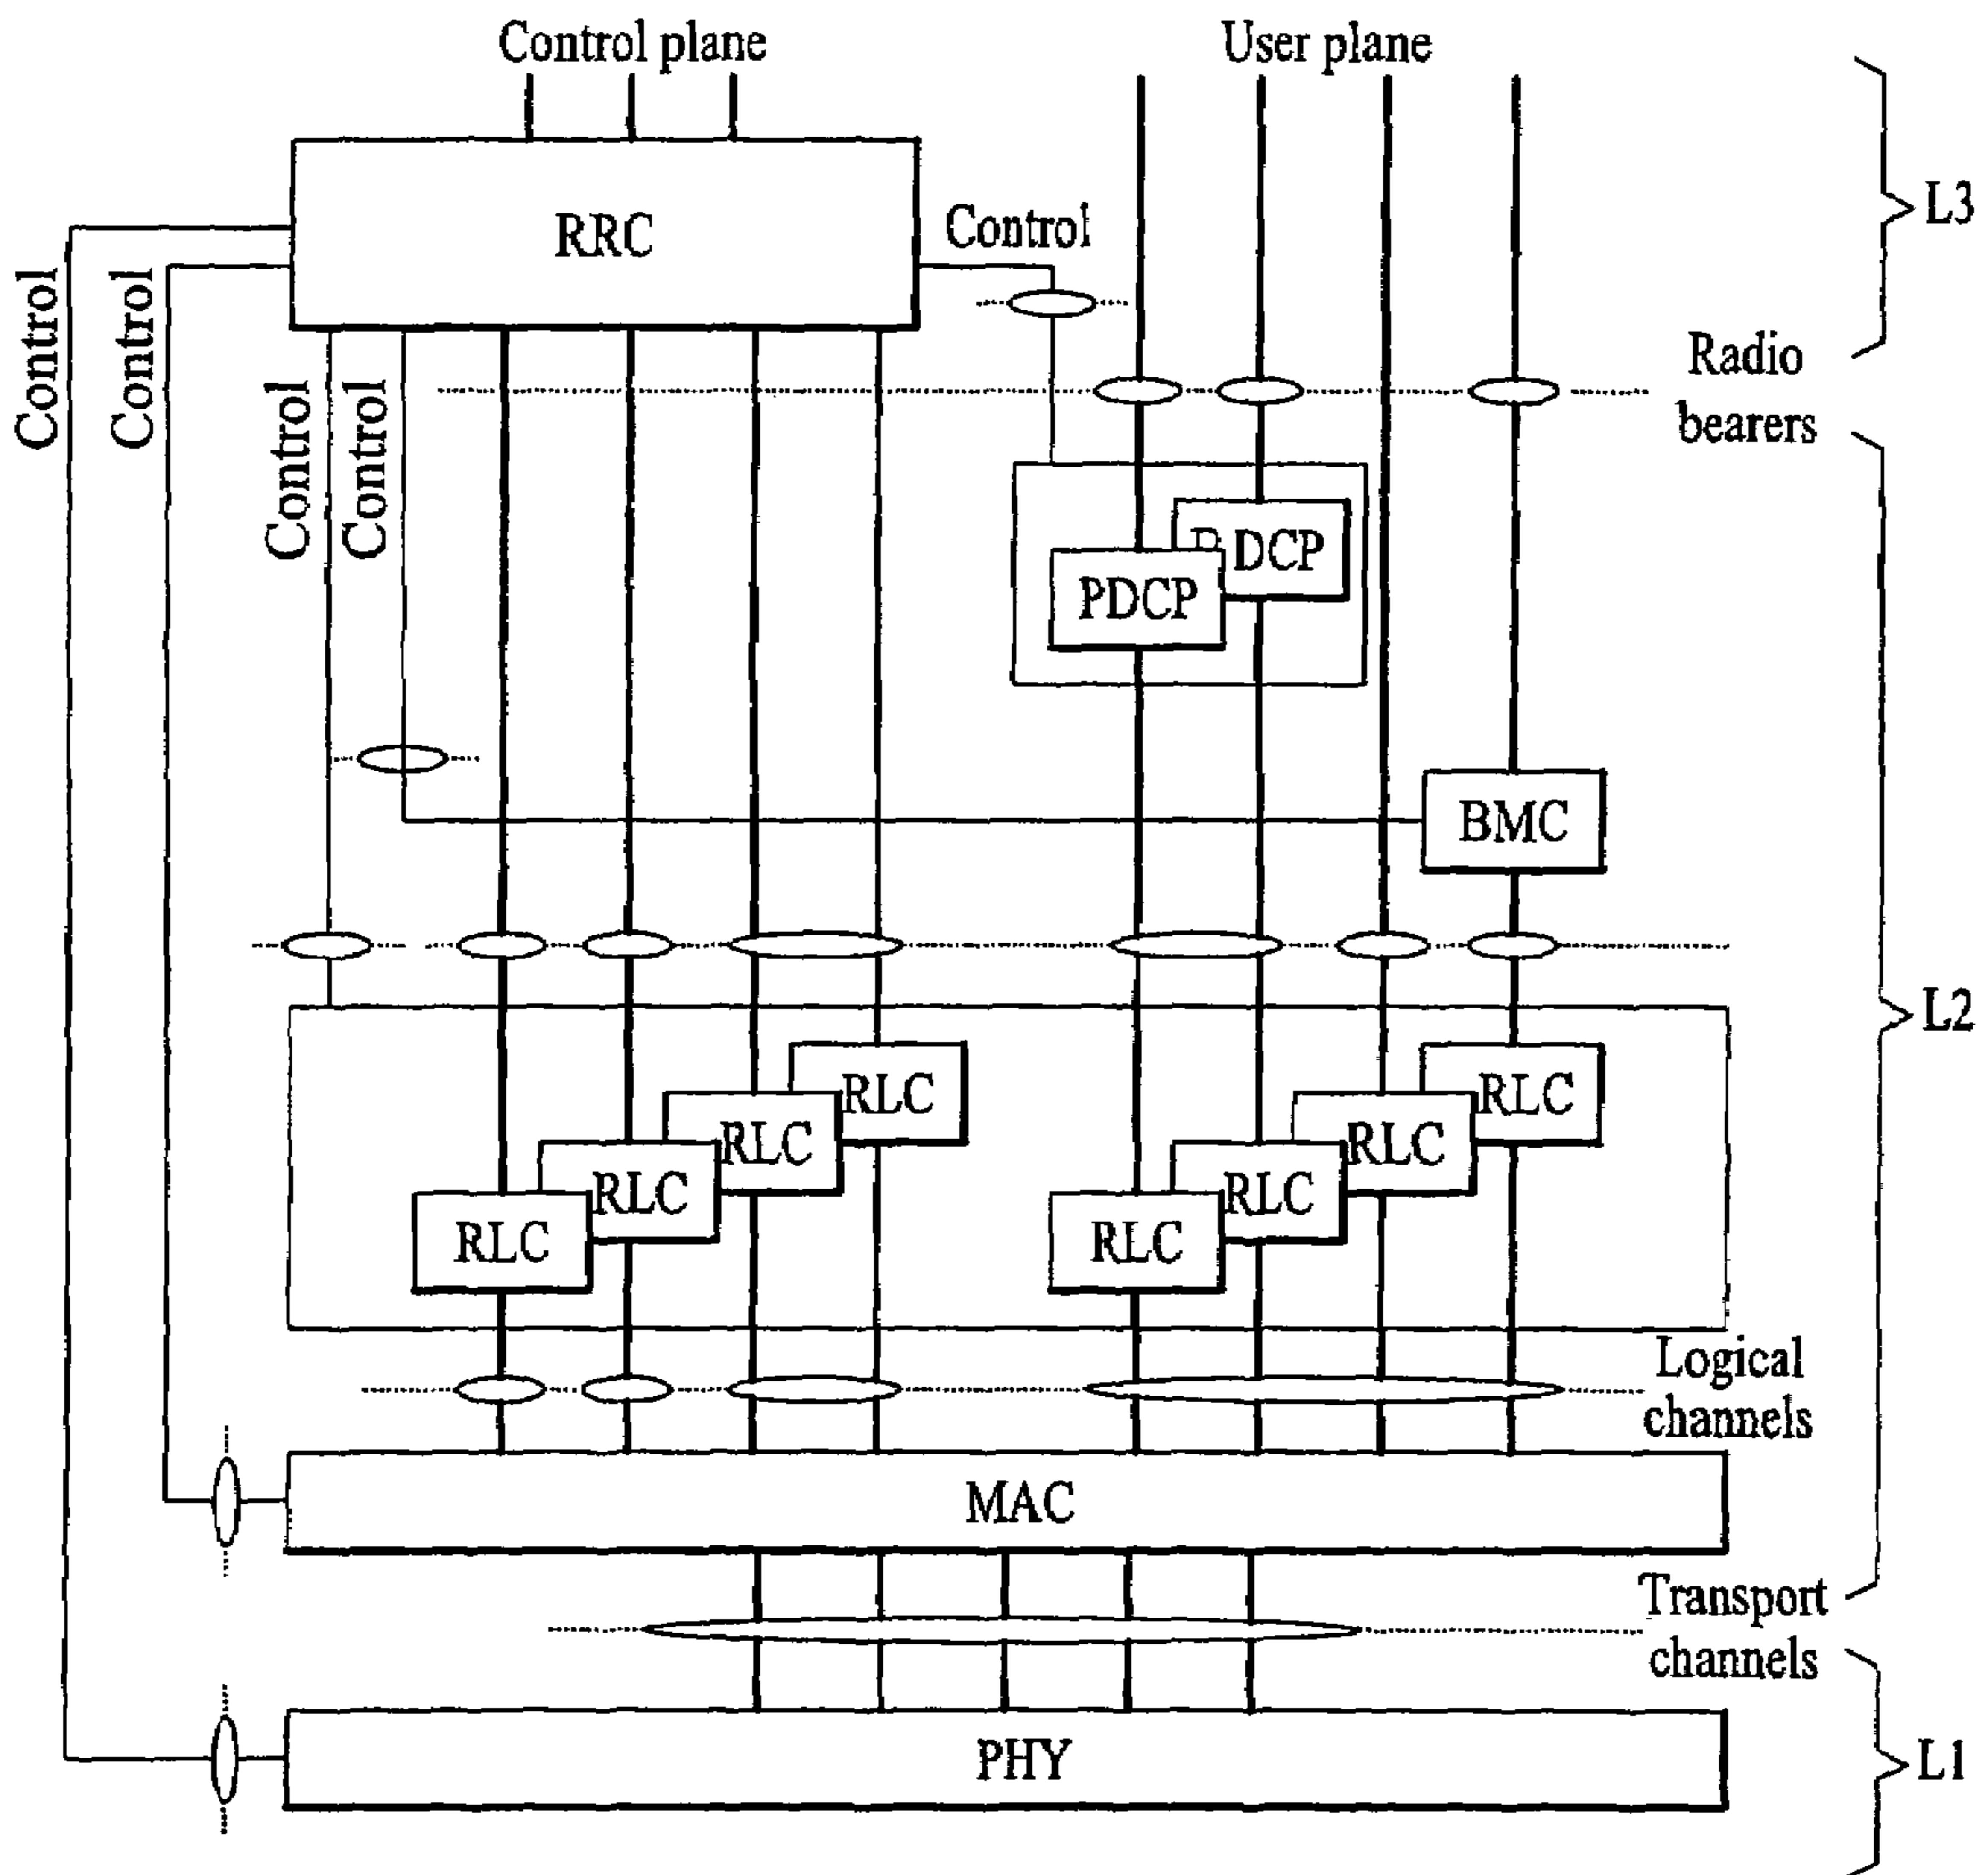 Control plane
User plane
RRC
Control
L3
Control
Control
Control
Control
Radio
bearers
DCP
PDCP
BMC
L2
RLC
RLC
RLC
RLC
RLC
RLC
RLC
RLC
Logical
channels
MAC
Transport
channels
PHY
L1